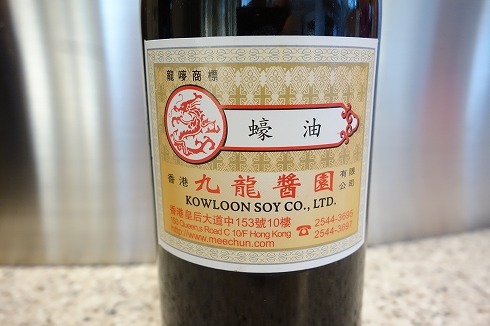 龍嘜商標
蠔油
香港 九龍醬園 有限公司
KOWLOON SOY CO., LTD.
香港皇后大道中153號10樓
153 Queen,s Road C 10/F Hong Kong
http://www.meechun.com
☎ 2544-3695
2544-3697